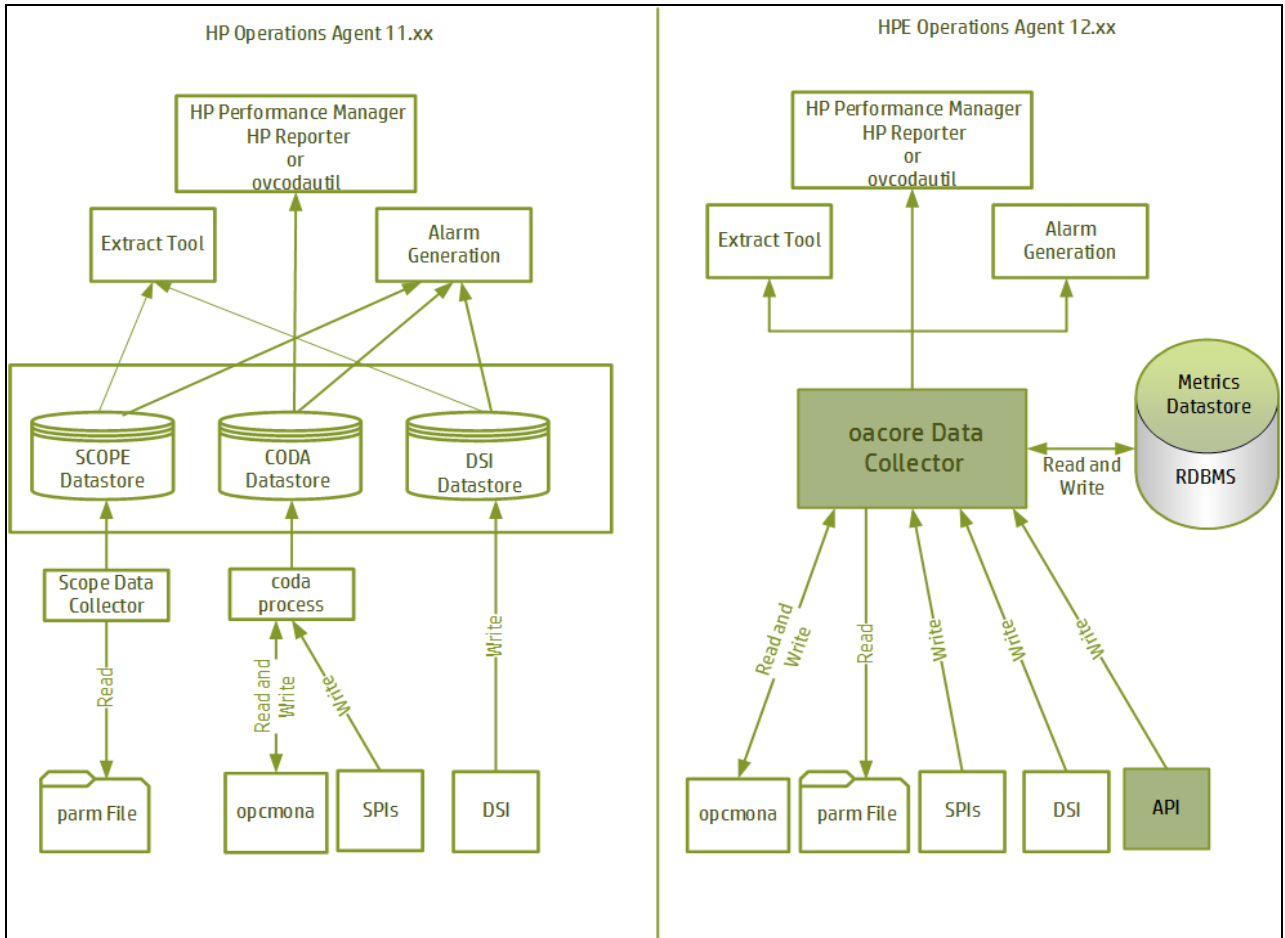 HP Operations Agent 11.xx
HP Performance Manager
HP Reporter
or
ovcodautil
Extract Tool
Alarm
Generation
SCOPE
Datastore
CODA
Datastore
DSI
Datastore
Scope Data
Collector
coda
process
Read
Read and
Write
Write
Write
parm File
opcmona
SPIs
DSI
HPE Operations Agent 12.xx
HP Performance Manager
HP Reporter
or
ovcodautil
Extract Tool
Alarm
Generation
oacore Data
Collector
Read and
Write
Metrics
Datastore
RDBMS
Read and
Write
Read
Write
Write
Write
opcmona
parm File
SPIs
DSI
API